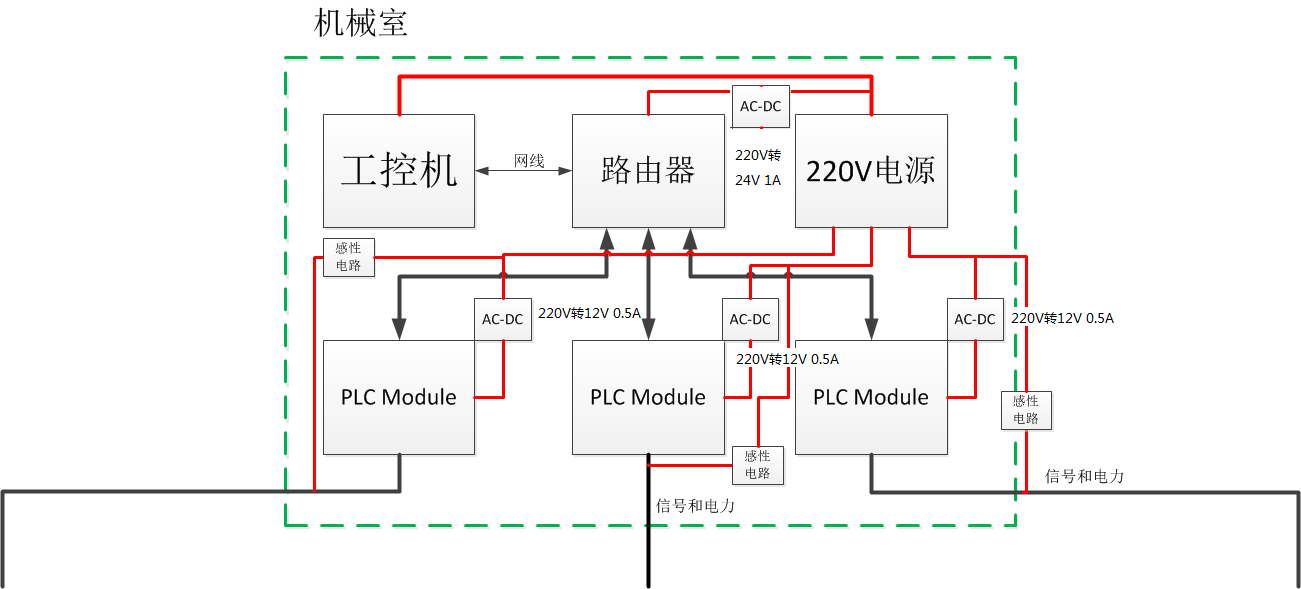 机械室
AC-DC
工控机
网线
路由器
220V转
24V 1A
220V电源
感性
电路
AC-DC
220V转12V 0.5A
AC-DC
AC-DC
220V转12V 0.5A
220V转12V 0.5A
PLC Module
PLC Module
PLC Module
感性
电路
感性
电路
信号和电力
信号和电力